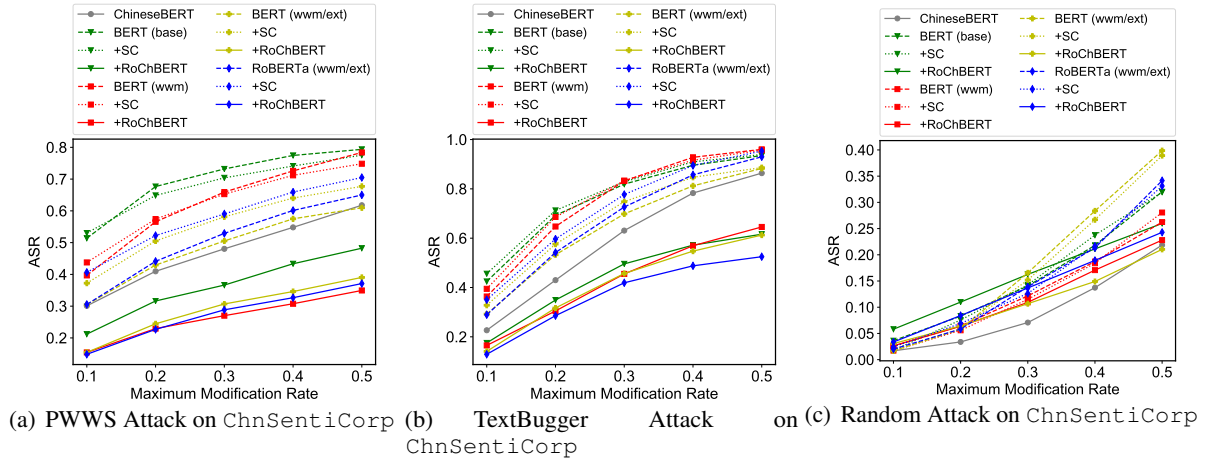 ChineseBERT
BERT (base)
+SC
+RoChBERT
BERT (wwm)
+SC
+RoChBERT
BERT (wwm/ext)
+SC
+RoChBERT
RoBERTa (wwm/ext)
+SC
+RoChBERT
ASR
0.8
0.7
0.6
0.5
0.4
0.3
0.2
0.1 0.2 0.3 0.4 0.5
Maximum Modification Rate
(a) PWWS Attack on ChnSentiCorp
ChineseBERT
BERT (base)
+SC
+RoChBERT
BERT (wwm)
+SC
+RoChBERT
BERT (wwm/ext)
+SC
+RoChBERT
RoBERTa (wwm/ext)
+SC
+RoChBERT
ASR
1.0
0.8
0.6
0.4
0.2
0.1 0.2 0.3 0.4 0.5
Maximum Modification Rate
(b) TextBugger Attack on
ChnSentiCorp
ChineseBERT
BERT (base)
+SC
+RoChBERT
BERT (wwm)
+SC
+RoChBERT
BERT (wwm/ext)
+SC
+RoChBERT
RoBERTa (wwm/ext)
+SC
+RoChBERT
ASR
0.40
0.35
0.30
0.25
0.20
0.15
0.10
0.05
0.00
0.1 0.2 0.3 0.4 0.5
Maximum Modification Rate
(c) Random Attack on ChnSentiCorp